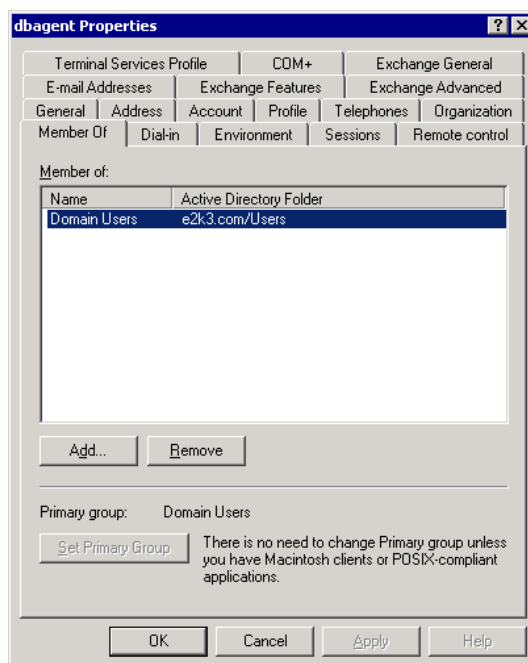 dbagent Properties
Terminal Services Profile COM+ Exchange General
E-mail Addresses Exchange Features Exchange Advanced
General Address Account Profile Telephones Organization
Member Of Dial-in Environment Sessions Remote control
Member of:
Name Active Directory Folder
Domain Users e2k3.com/Users
Add... Remove
Primary group: Domain Users
Set Primary Group There is no need to change Primary group unless
you have Macintosh clients or POSIX-compliant
applications.
OK Cancel Apply Help